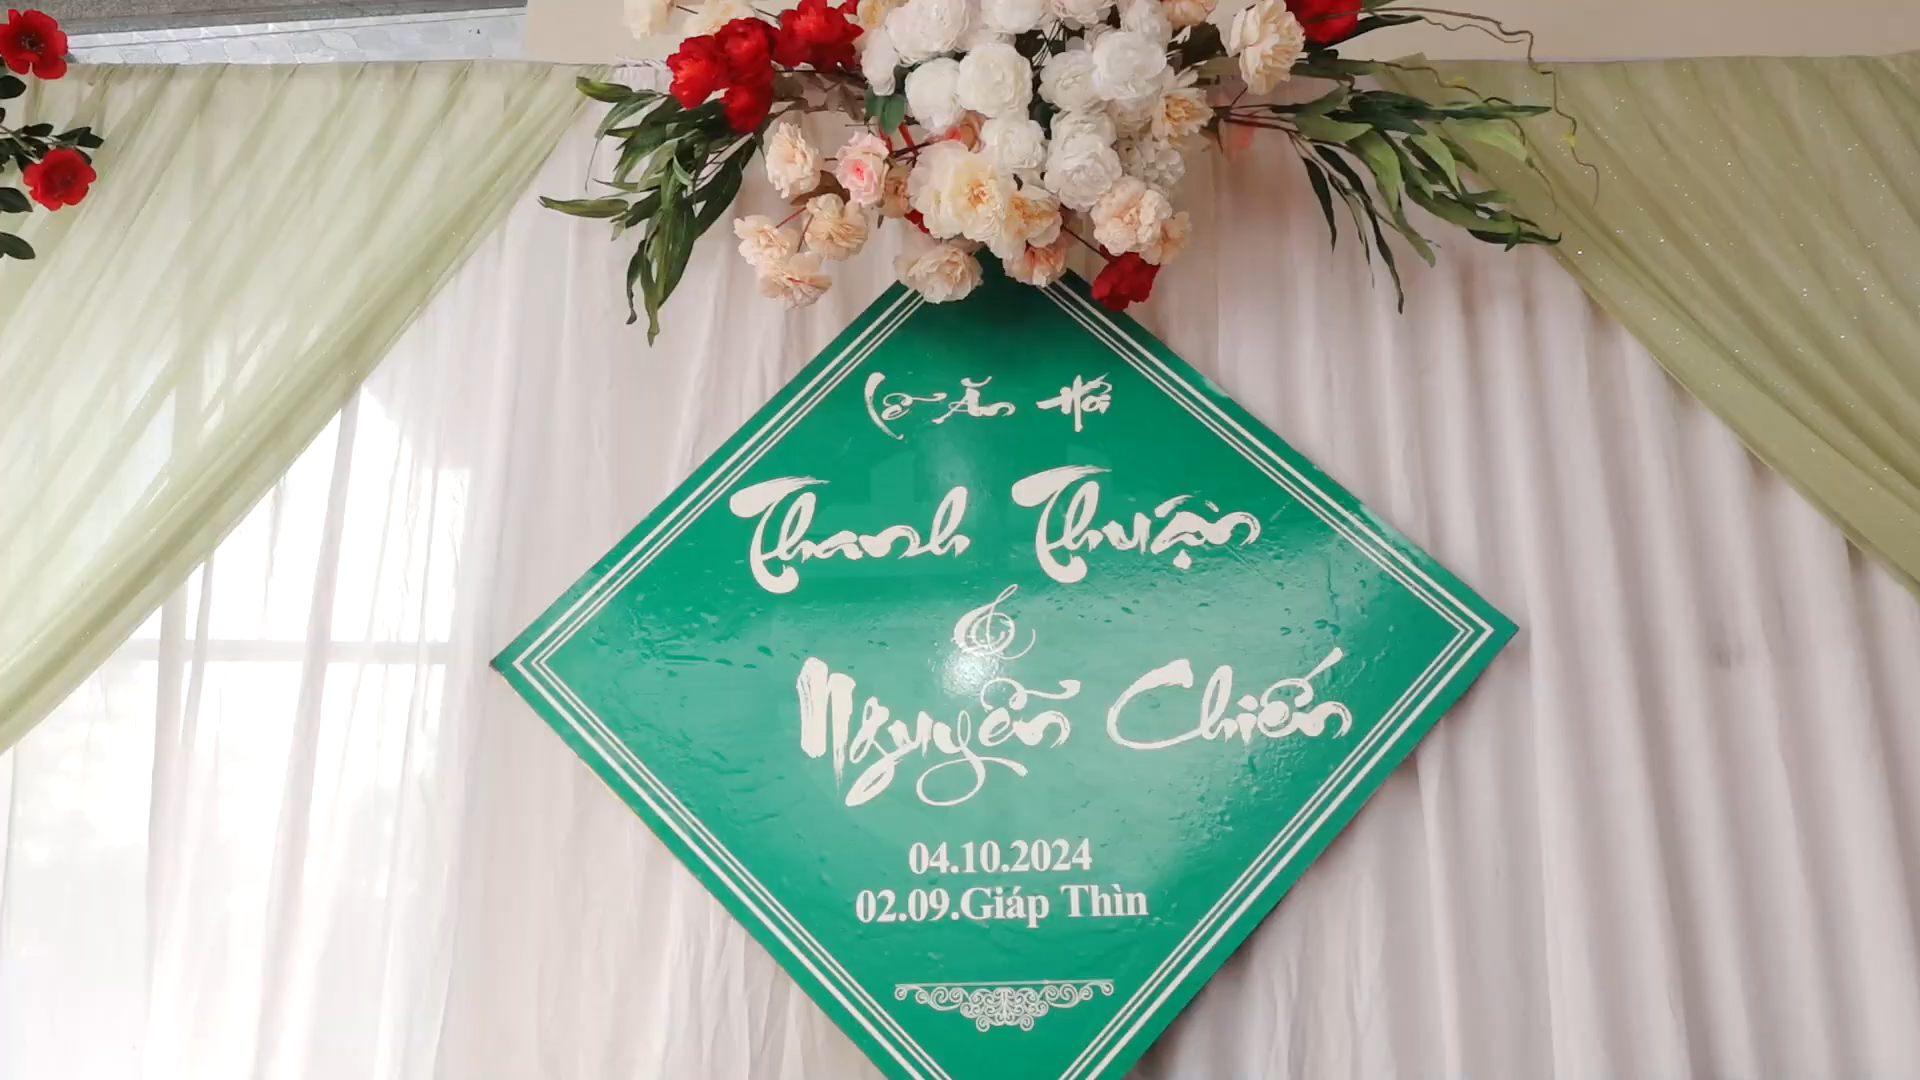 Lễ Ăn Hỏi
Thanh Thuận
&
Nguyễn Chiến
04.10.2024
02.09.Giáp Thìn